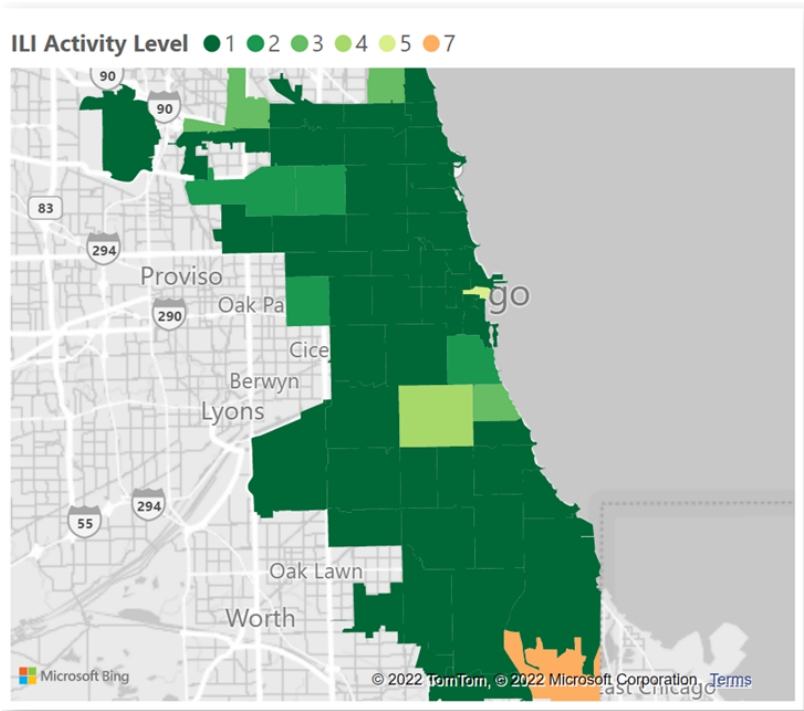 ILI Activity Level 1 2 3 4 5 7
90
90
83
294
Proviso
Oak Pa
290
go
Cice
Berwyn
Lyons
294
55
Oak Lawn
Worth
Microsoft Bing
© 2022 TomTom, © 2022 Microsoft Corporation Terms
East Chicago